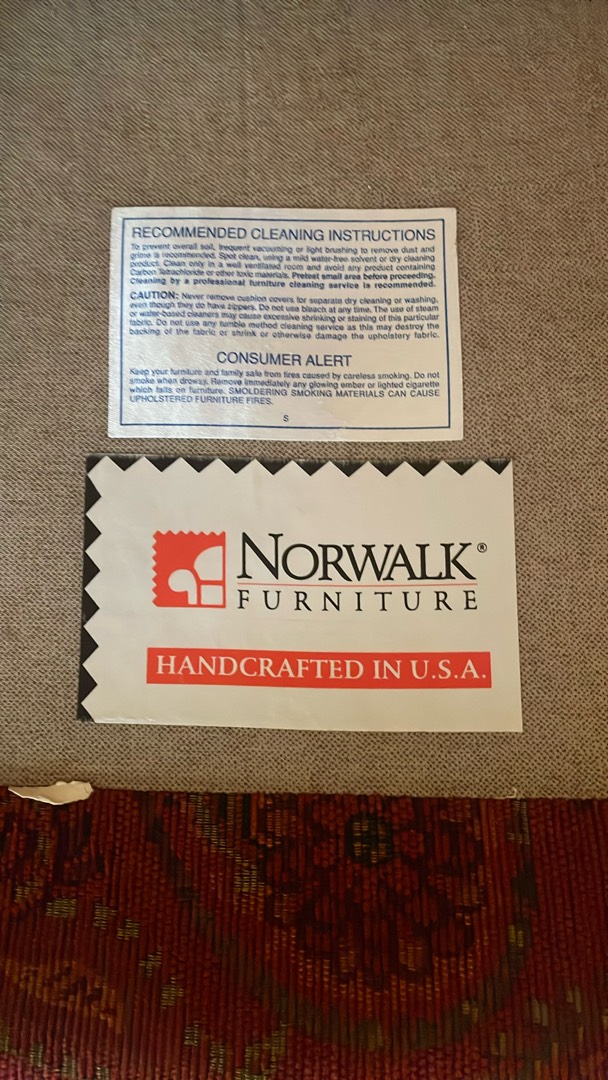 RECOMMENDED CLEANING INSTRUCTIONS
To prevent overall soil, frequent vacuuming or light brushing to remove dust and
grime is recommended. Spot clean, using a mild water-free solvent or dry cleaning
product. Clean only in a well ventilated room and avoid any product containing
Carbon Tetrachloride or other toxic materials. Pretest small area before proceeding.
Cleaning by a professional furniture cleaning service is recommended.
CAUTION: Never remove cushion covers for separate dry cleaning or washing,
even though they do have zippers. Do not use bleach at any time. The use of steam
or water-based cleaners may cause excessive shrinking or staining of this particular
fabric. Do not use any tumble method cleaning service as this may destroy the
backing of the fabric or shrink or otherwise damage the upholstery fabric.
CONSUMER ALERT
Keep your furniture and family safe from fires caused by careless smoking. Do not
smoke when drowsy. Remove immediately any glowing ember or lighted cigarette
which falls on furniture. SMOLDERING SMOKING MATERIALS CAN CAUSE
UPHOLSTERED FURNITURE FIRES.
S
NORWALK®
FURNITURE
HANDCRAFTED IN U.S.A.